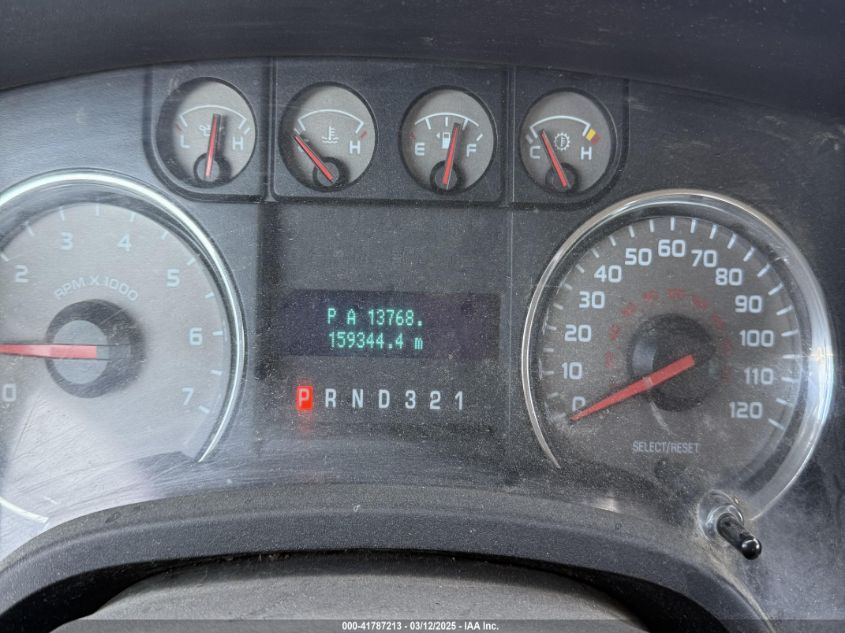 L H
H
E F
C H
0 2 3 4 5 6 7
RPM X 1000
P A 13768.
159344.4 m
P R N D 3 2 1
0 10 20 30 40 50 60 70 80 90 100 110 120
SELECT/RESET
000-41787213 - 03/12/2025 - IAA Inc.